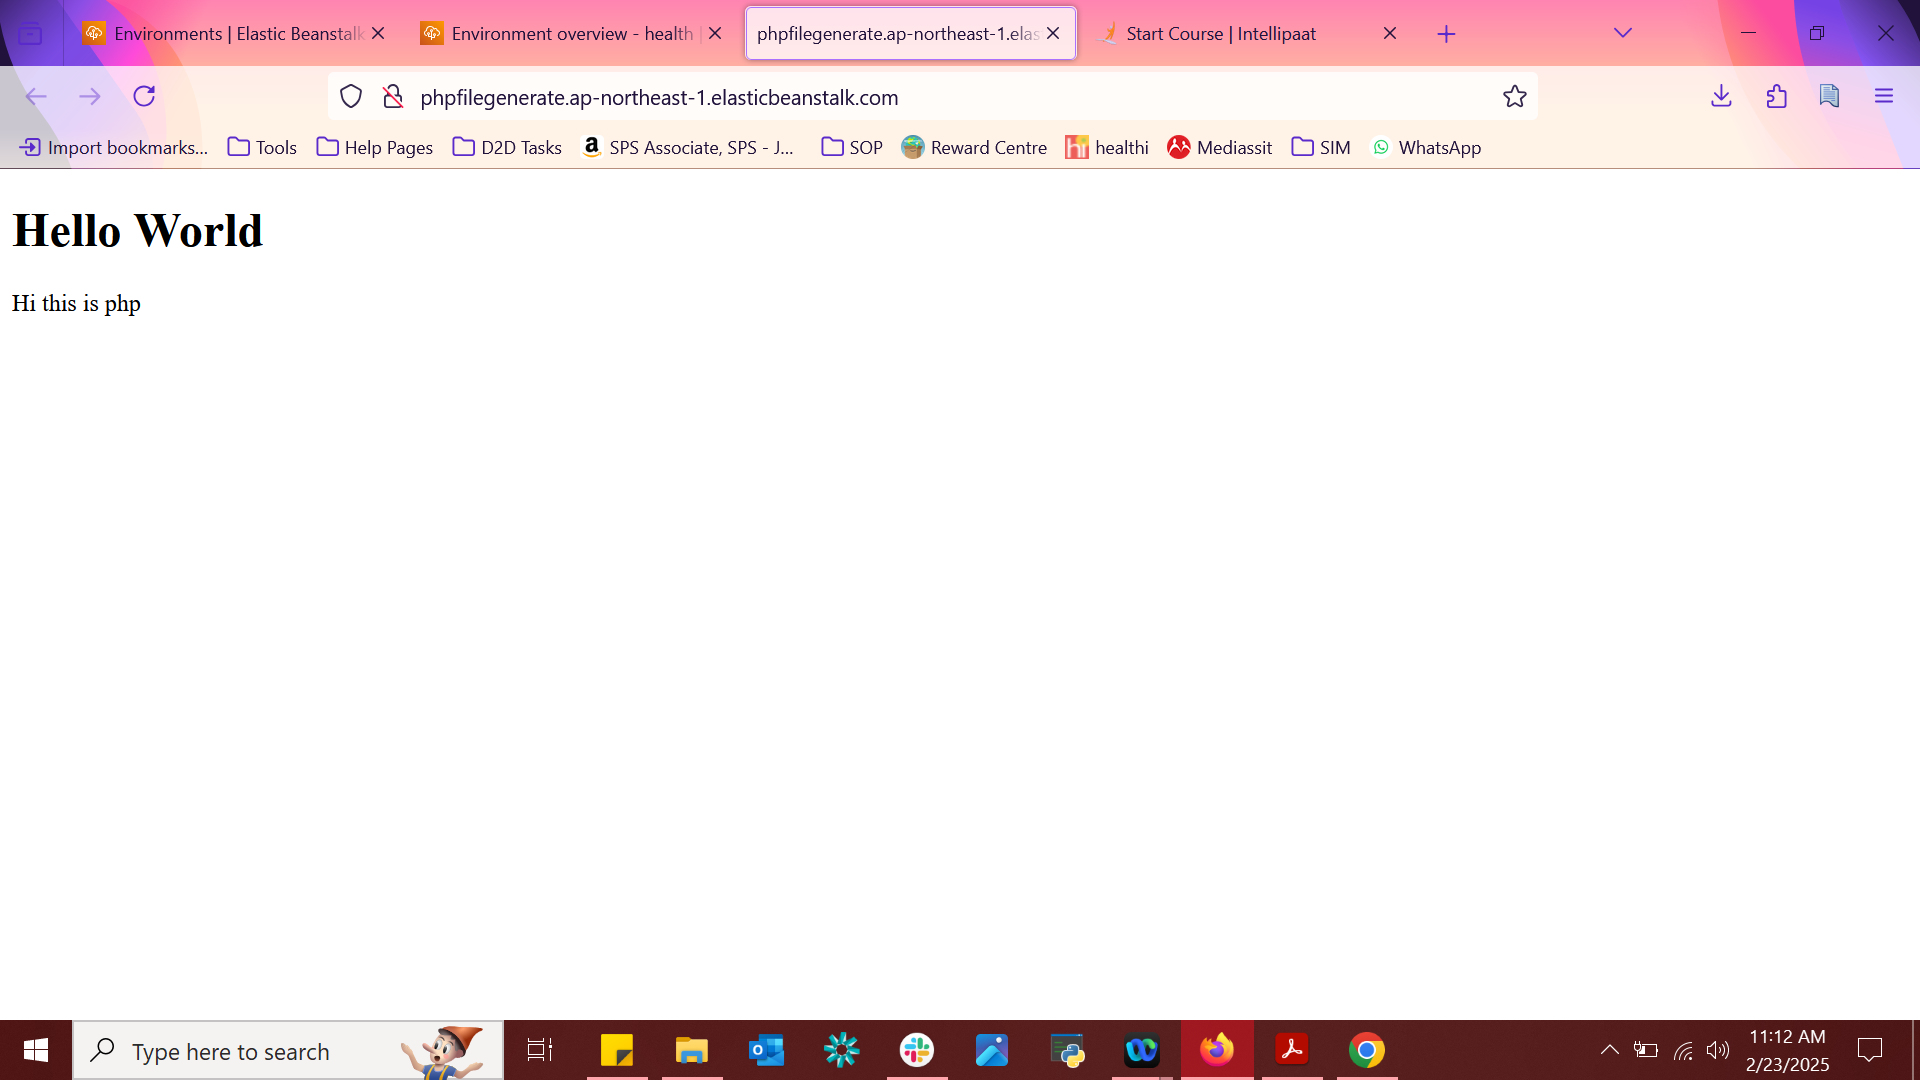 Environments | Elastic Beanstalk
Environment overview - health |
phpfilegenerate.ap-northeast-1.elas
Start Course | Intellipaat
phpfilegenerate.ap-northeast-1.elasticbeanstalk.com
Import bookmarks...
Tools
Help Pages
D2D Tasks
a
SPS Associate, SPS - J...
SOP
Reward Centre
hi
healthi
Mediassit
SIM
WhatsApp
Hello World
Hi this is php
Type here to search
11:12 AM
2/23/2025